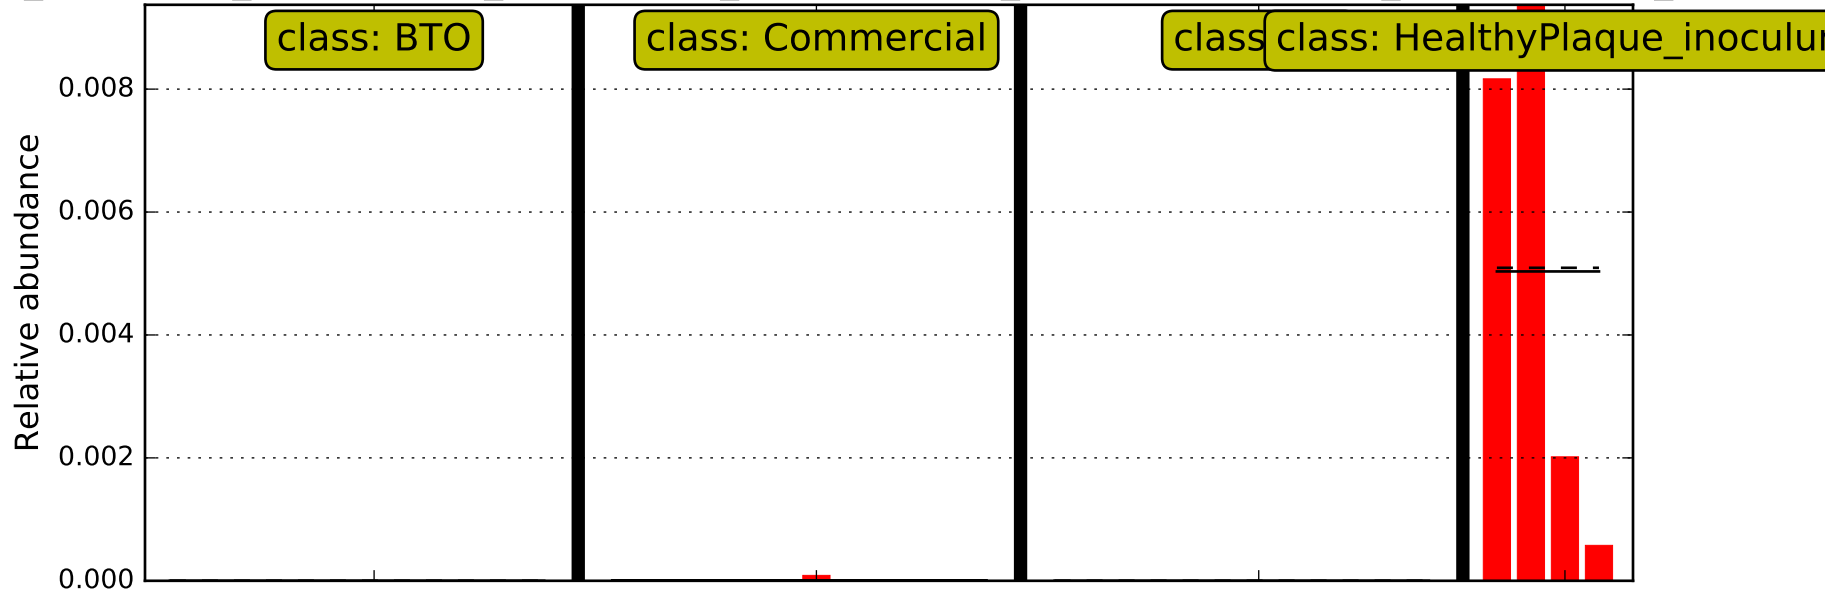 class: BTO
class: Commercial
class
class: HealthyPlaque_inoculu
0.008
0.006
0.004
0.002
0.000
Relative abundance